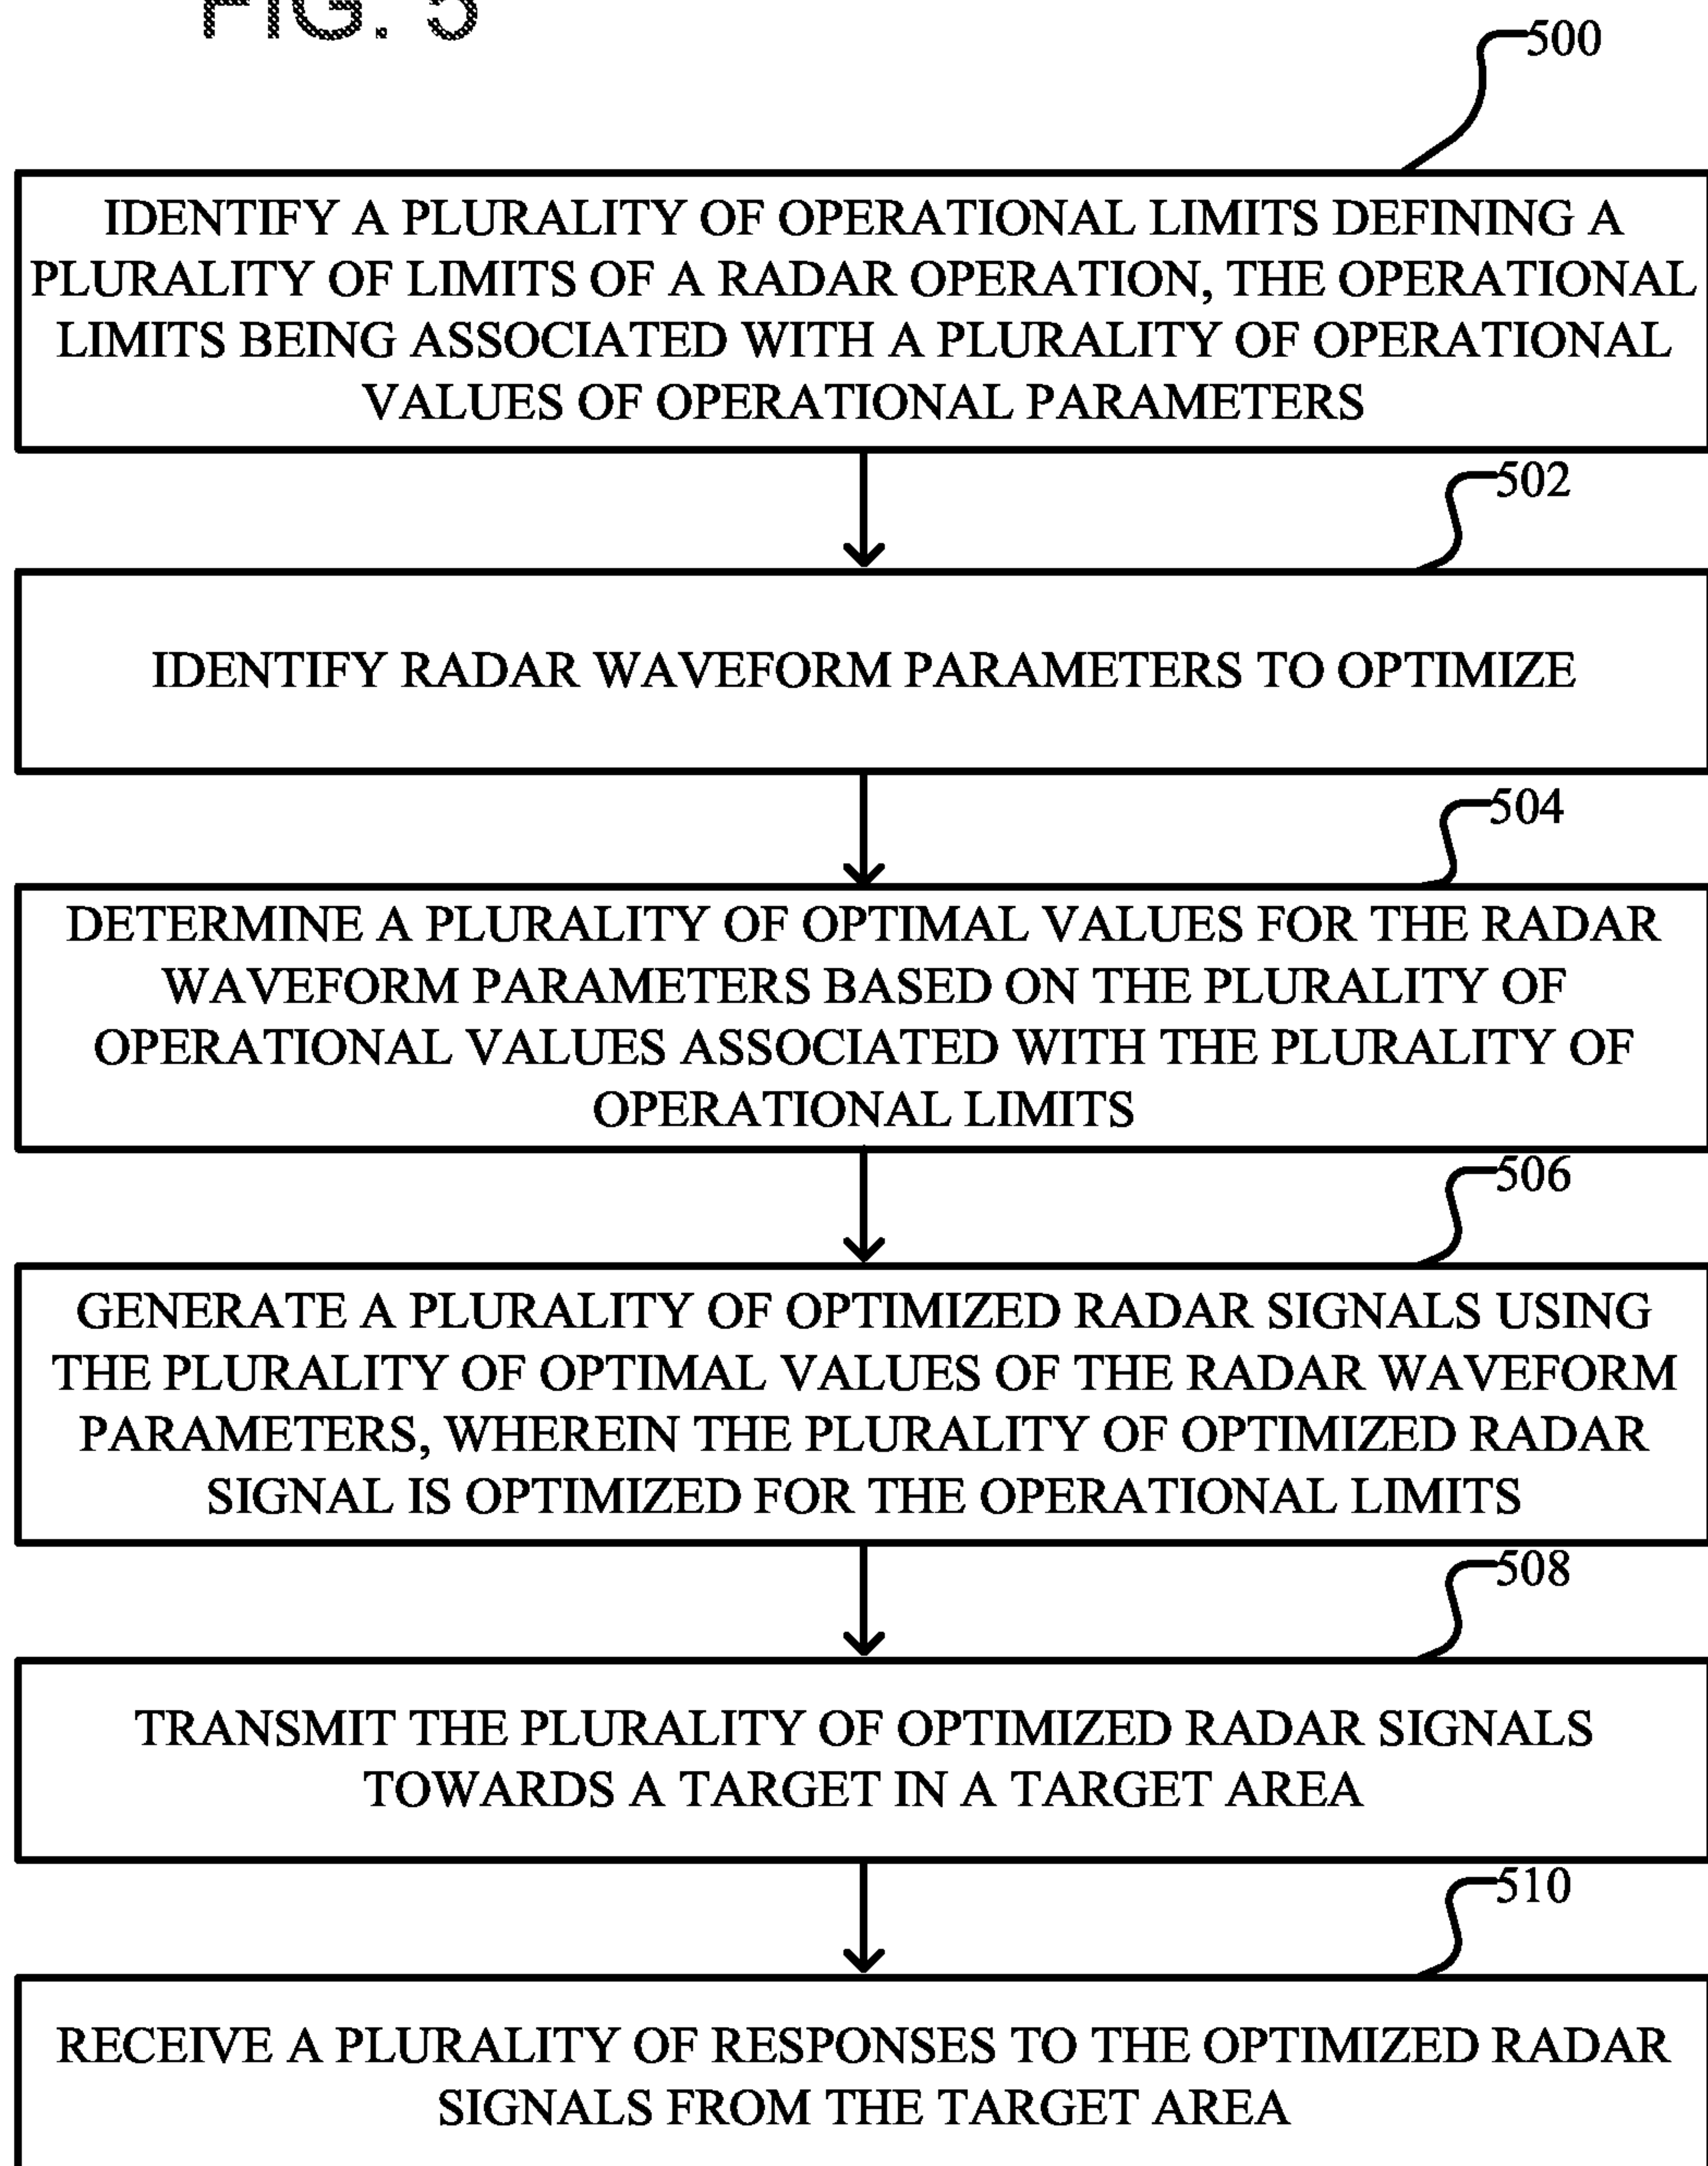 FIG. 5
500
IDENTIFY A PLURALITY OF OPERATIONAL LIMITS DEFINING A
PLURALITY OF LIMITS OF A RADAR OPERATION, THE OPERATIONAL
LIMITS BEING ASSOCIATED WITH A PLURALITY OF OPERATIONAL
VALUES OF OPERATIONAL PARAMETERS
502
IDENTIFY RADAR WAVEFORM PARAMETERS TO OPTIMIZE
504
DETERMINE A PLURALITY OF OPTIMAL VALUES FOR THE RADAR
WAVEFORM PARAMETERS BASED ON THE PLURALITY OF
OPERATIONAL VALUES ASSOCIATED WITH THE PLURALITY OF
OPERATIONAL LIMITS
506
GENERATE A PLURALITY OF OPTIMIZED RADAR SIGNALS USING
THE PLURALITY OF OPTIMAL VALUES OF THE RADAR WAVEFORM
PARAMETERS, WHEREIN THE PLURALITY OF OPTIMIZED RADAR
SIGNAL IS OPTIMIZED FOR THE OPERATIONAL LIMITS
508
TRANSMIT THE PLURALITY OF OPTIMIZED RADAR SIGNALS
TOWARDS A TARGET IN A TARGET AREA
510
RECEIVE A PLURALITY OF RESPONSES TO THE OPTIMIZED RADAR
SIGNALS FROM THE TARGET AREA